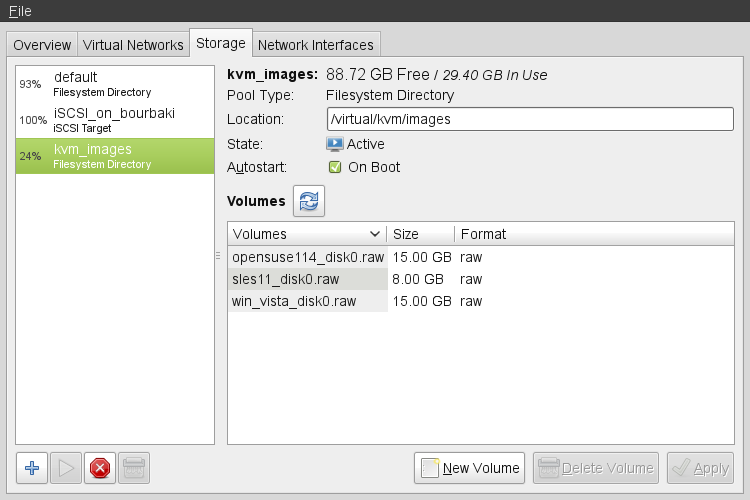 File
Overview Virtual Networks Storage Network Interfaces
93% default
Filesystem Directory
100% iSCSI_on_bourbaki
iSCSI Target
24% kvm_images
Filesystem Directory
kvm_images: 88.72 GB Free / 29.40 GB In Use
Pool Type: Filesystem Directory
Location: /virtual/kvm/images
State: Active
Autostart: On Boot
Volumes
Volumes Size Format
opensuse114_disk0.raw 15.00 GB raw
sles11_disk0.raw 8.00 GB raw
win_vista_disk0.raw 15.00 GB raw
New Volume Delete Volume Apply